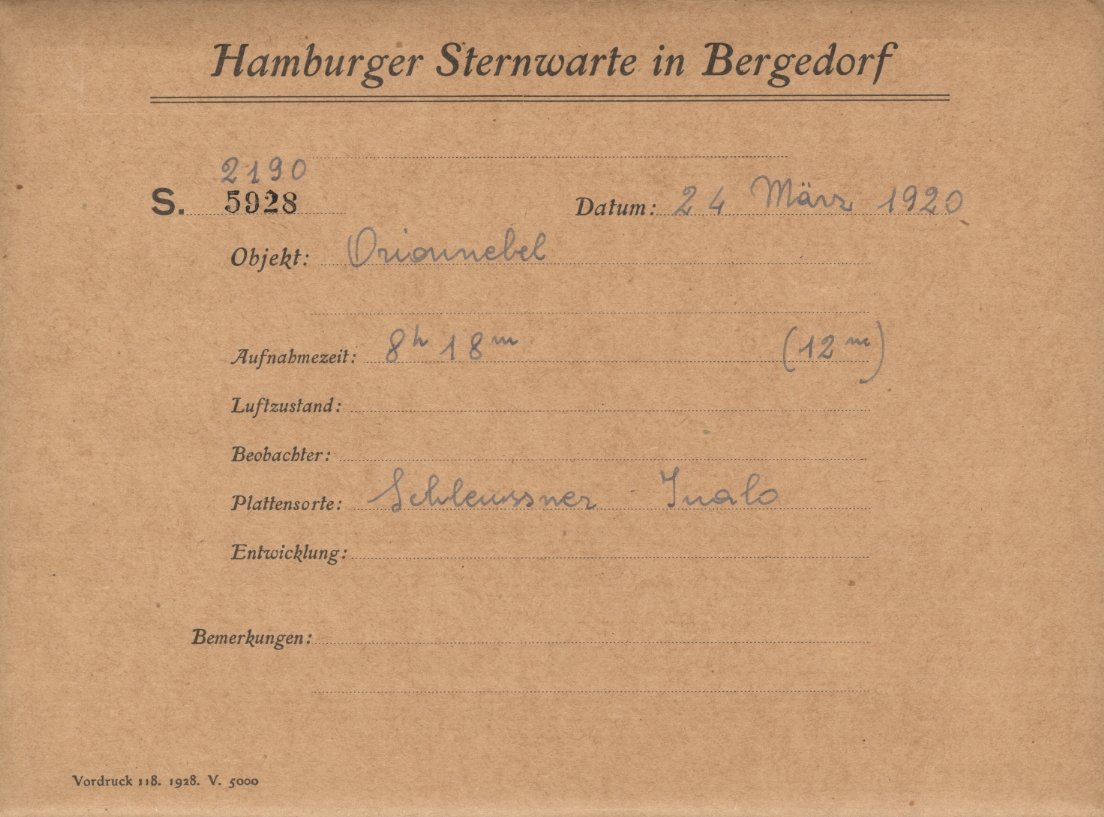 Hamburger Sternwarte in Bergedorf
2190
S. 5928 Datum: 24 März 1920
Objekt: Orionnebel
Aufnahmezeit: 8h 18m (12m)
Luftzustand:
Beobachter:
Plattensorte: Schleussner Inalo
Entwicklung:
Bemerkungen:
Vordruck 118. 1928. V. 5000